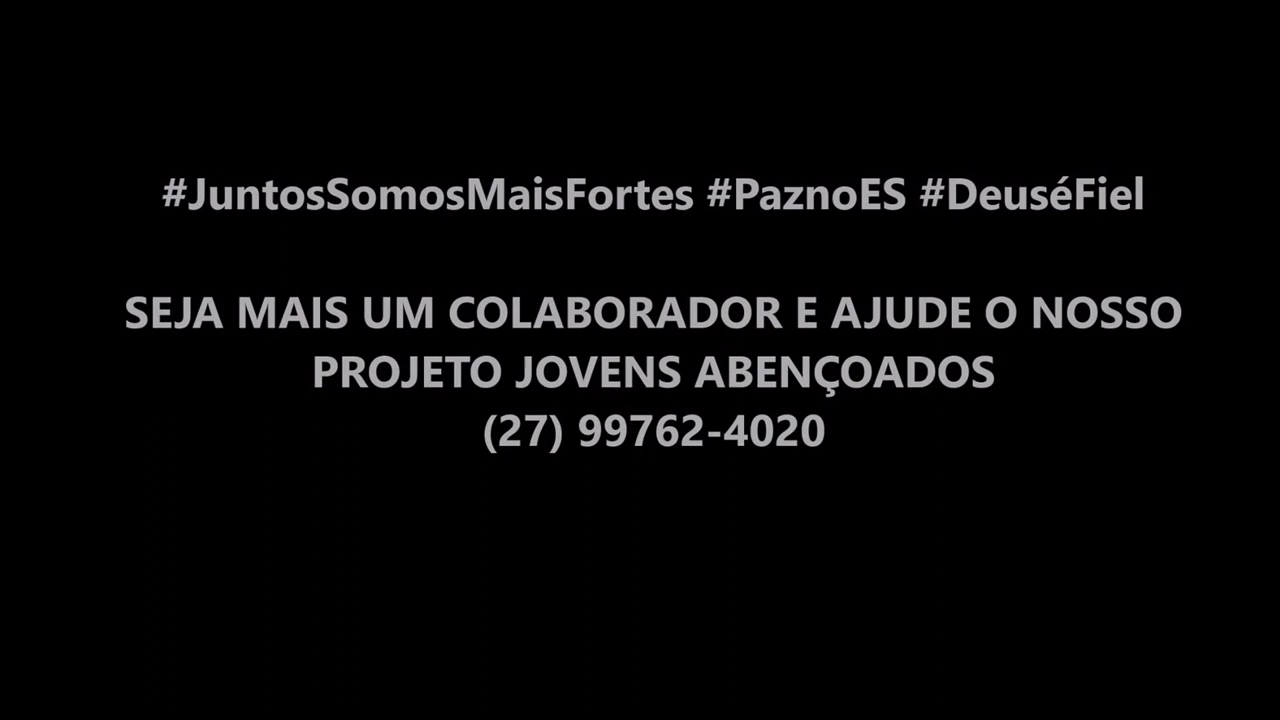 #JuntosSomosMaisFortes #PaznoES #DeuséFiel
SEJA MAIS UM COLABORADOR E AJUDE O NOSSO
PROJETO JOVENS ABENÇOADOS
(27) 99762-4020